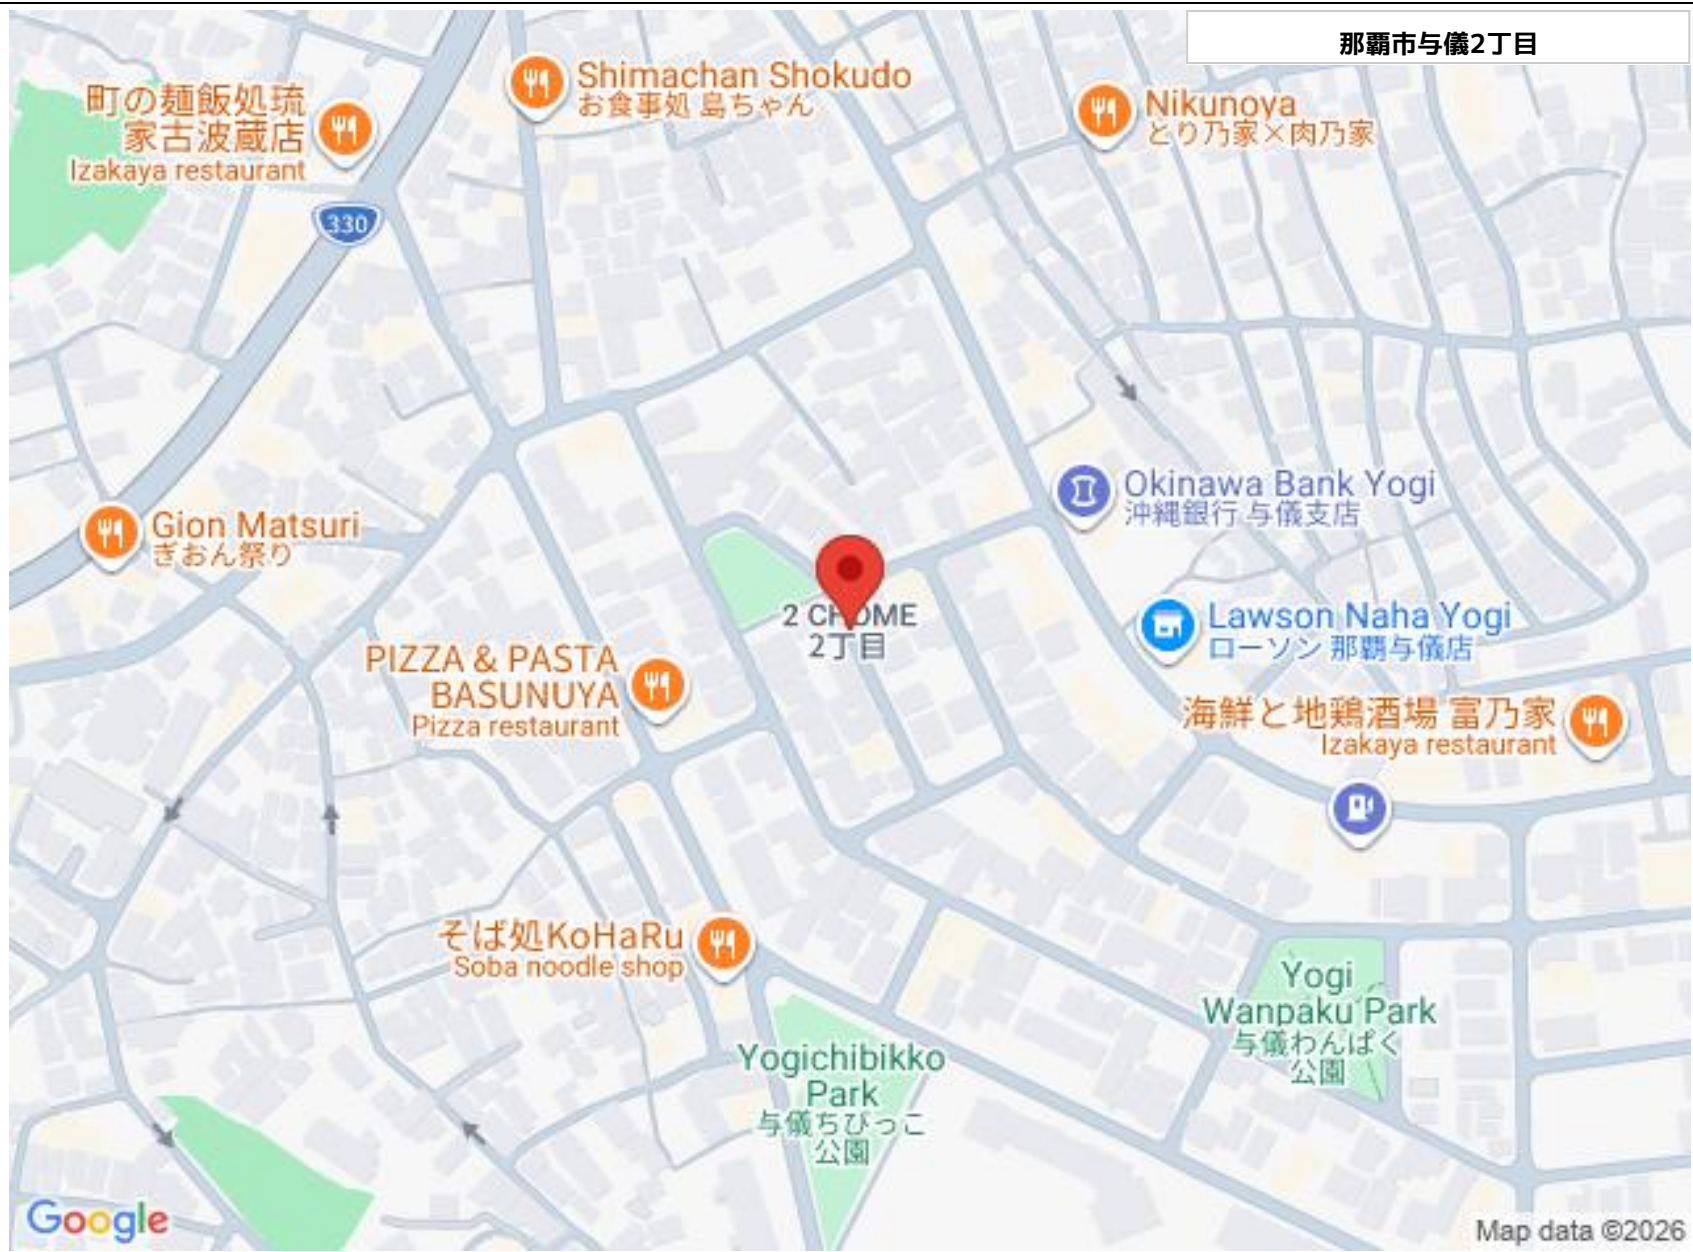 那覇市与儀2丁目
Shimachan Shokudo
お食事処 島ちゃん
町の麺飯処琉
家古波蔵店
Izakaya restaurant
Nikunoya
とり乃家×肉乃家
330
Okinawa Bank Yogi
沖縄銀行 与儀支店
Gion Matsuri
ぎおん祭り
2 CHOME
2丁目
Lawson Naha Yogi
ローソン 那覇与儀店
PIZZA & PASTA
BASUNUYA
Pizza restaurant
海鮮と地鶏酒場 富乃家
Izakaya restaurant
そば処KoHaRu
Soba noodle shop
Yogi
Wanpaku Park
与儀わんぱく
公園
Yogichibikko
Park
与儀ちびっこ
公園
Google
Map data ©2026